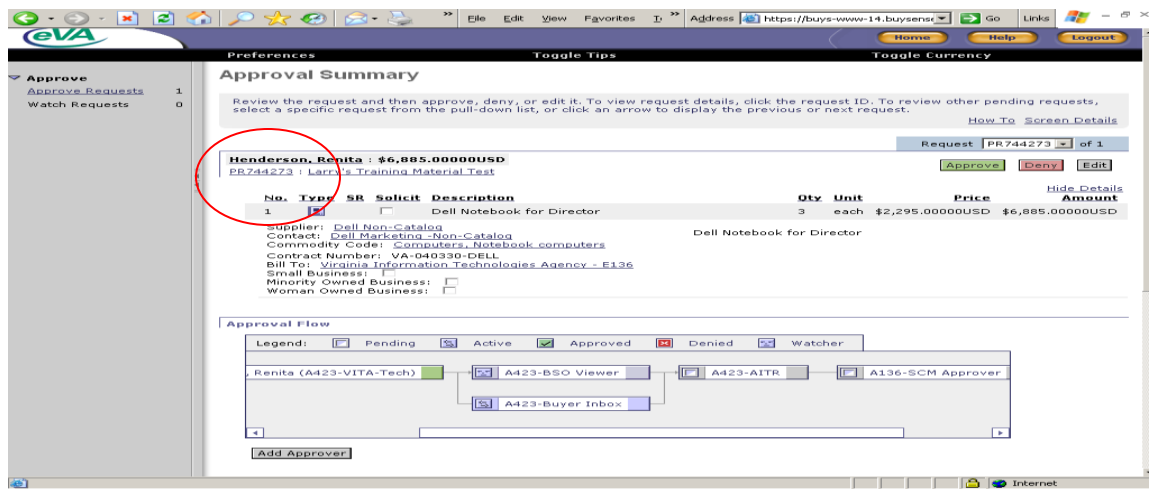 File Edit View Favorites T Address https://buys-www-14.buysense Go Links
eVA Home Help Logout
Preferences Toggle Tips Toggle Currency
Approve
Approve Requests 1
Watch Requests 0
Approval Summary
Review the request and then approve, deny, or edit it. To view request details, click the request ID. To review other pending requests,
select a specific request from the pull-down list, or click an arrow to display the previous or next request.
How To Screen Details
Request PR744273 of 1
Henderson, Renita : $6,885.00000USD
PR744273 : Larry's Training Material Test
Approve Deny Edit
Hide Details
No. Type SR Solicit Description Qty Unit Price Amount
1 Dell Notebook for Director 3 each $2,295.00000USD $6,885.00000USD
Supplier: Dell Non-Catalog
Dell Notebook for Director
Contact: Dell Marketing -Non-Catalog
Commodity Code: Computers, Notebook computers
Contract Number: VA-040330-DELL
Bill To: Virginia Information Technologies Agency - E136
Small Business:
Minority Owned Business:
Woman Owned Business:
Approval Flow
Legend: Pending Active Approved Denied Watcher
, Renita (A423-VITA-Tech) A423-BSO Viewer A423-AITR A136-SCM Approver
A423-Buyer Inbox
Add Approver
Internet